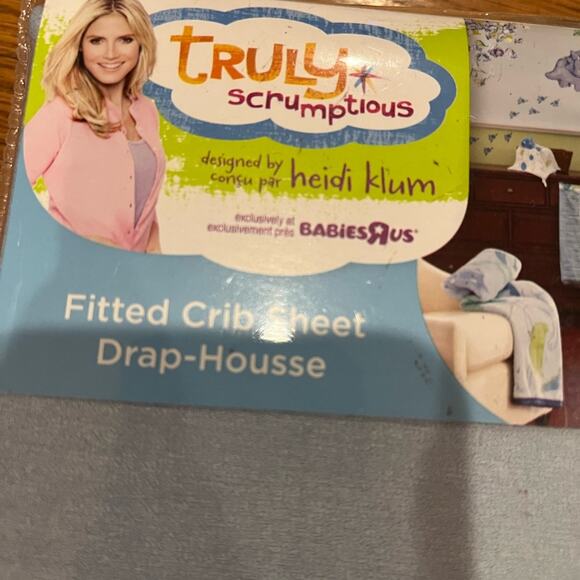 TRULY
scrumptious
designed by
conçu par heidi klum
exclusively at
exclusivement près BABIESRUS
Fitted Crib Sheet
Drap-Housse